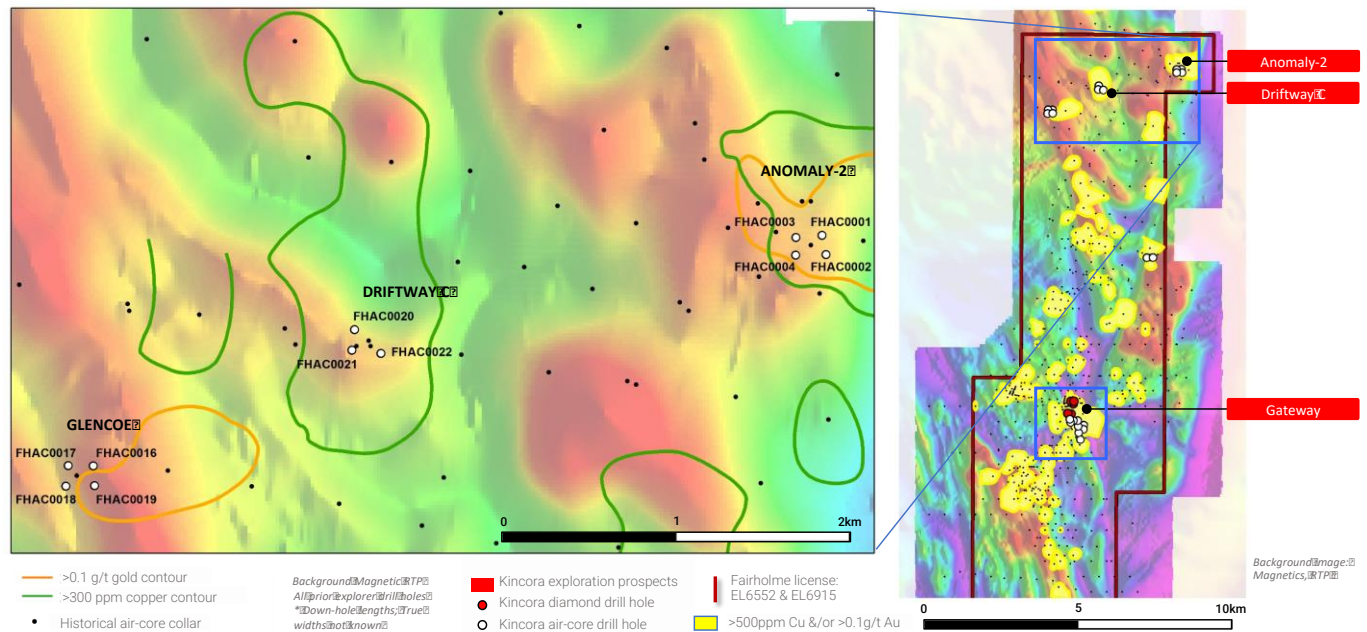 ANOMALY-2
FHAC0003
FHAC0001
FHAC0004
FHAC0002
DRIFTWAY C
FHAC0020
FHAC0021
FHAC0022
GLENCOE
FHAC0017
FHAC0016
FHAC0018
FHAC0019
0
1
2km
Anomaly-2
Driftway C
Gateway
>0.1 g/t gold contour
>300 ppm copper contour
Historical air-core collar
Background Magnetic RTP
All prior explorer drill holes
* Down-hole lengths; True
widths not known
Kincora exploration prospects
Kincora diamond drill hole
Kincora air-core drill hole
Fairholme license:
EL6552 & EL6915
>500ppm Cu &/or >0.1g/t Au
0
5
10km
Background Image:
Magnetics, RTP